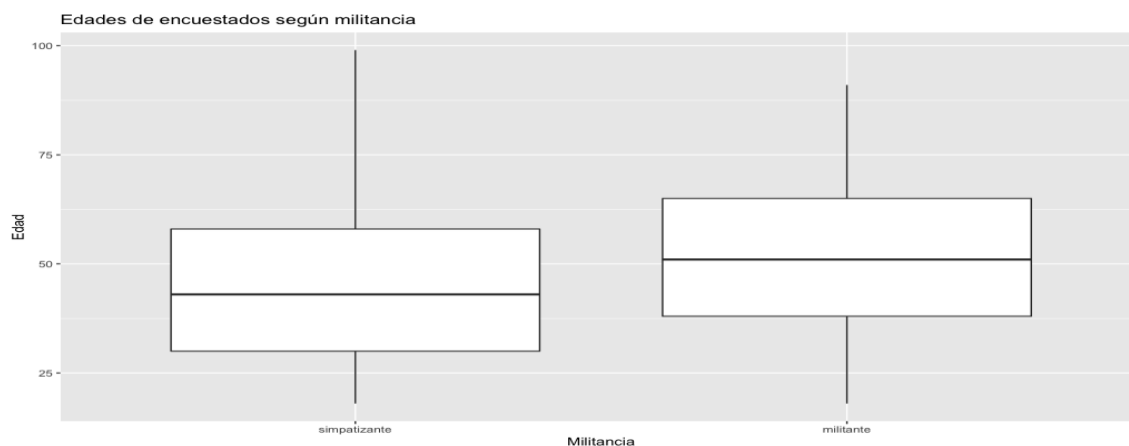 Edades de encuestados según militancia
100
75
50
25
Edad
simpatizante
militante
Militancia